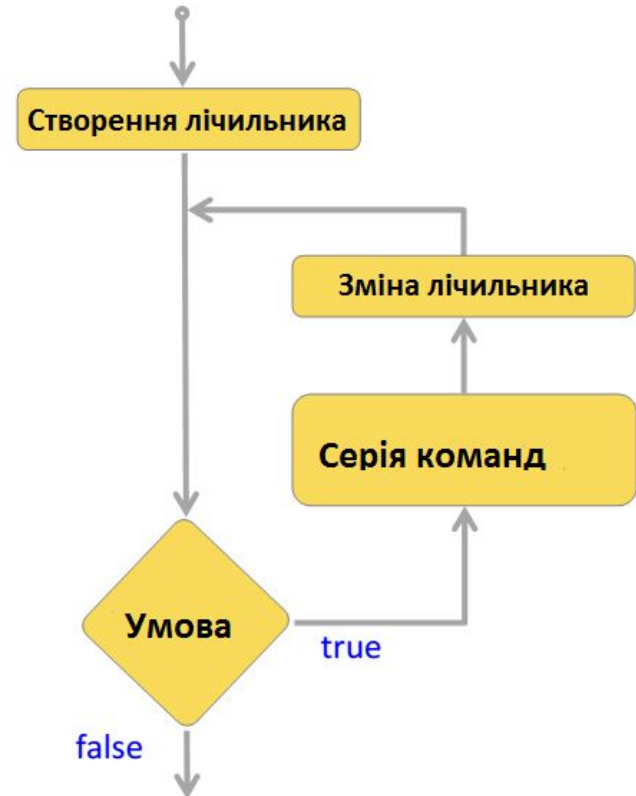 Створення лічильника
Зміна лічильника
Серія команд
Умова
true
false